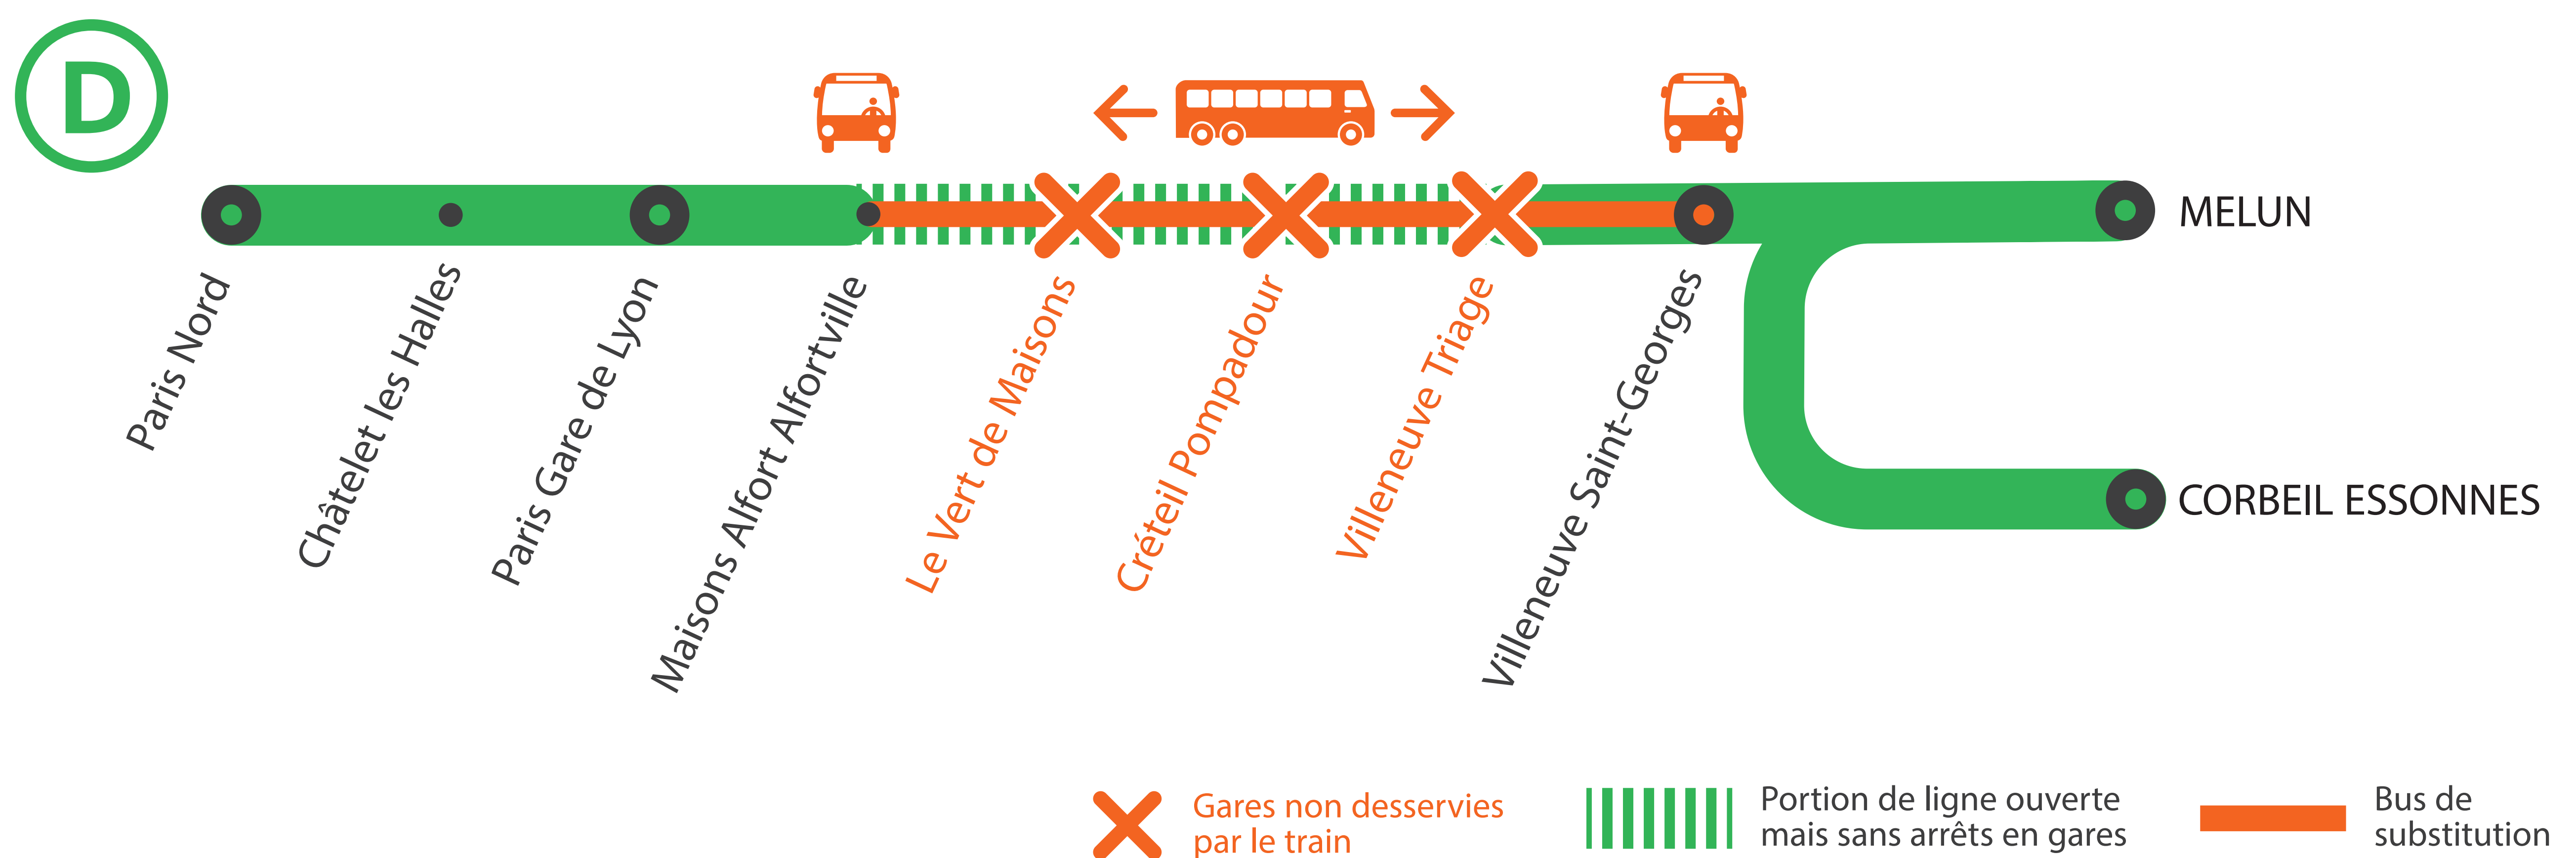 D
Paris Nord
Châtelet les Halles
Paris Gare de Lyon
Maisons Alfort Alfortville
Le Vert de Maisons
Créteil Pompadour
Villeneuve Triage
Villeneuve Saint-Georges
MELUN
CORBEIL ESSONNES
Gares non desservies
par le train
Portion de ligne ouverte
mais sans arrêts en gares
Bus de
substitution